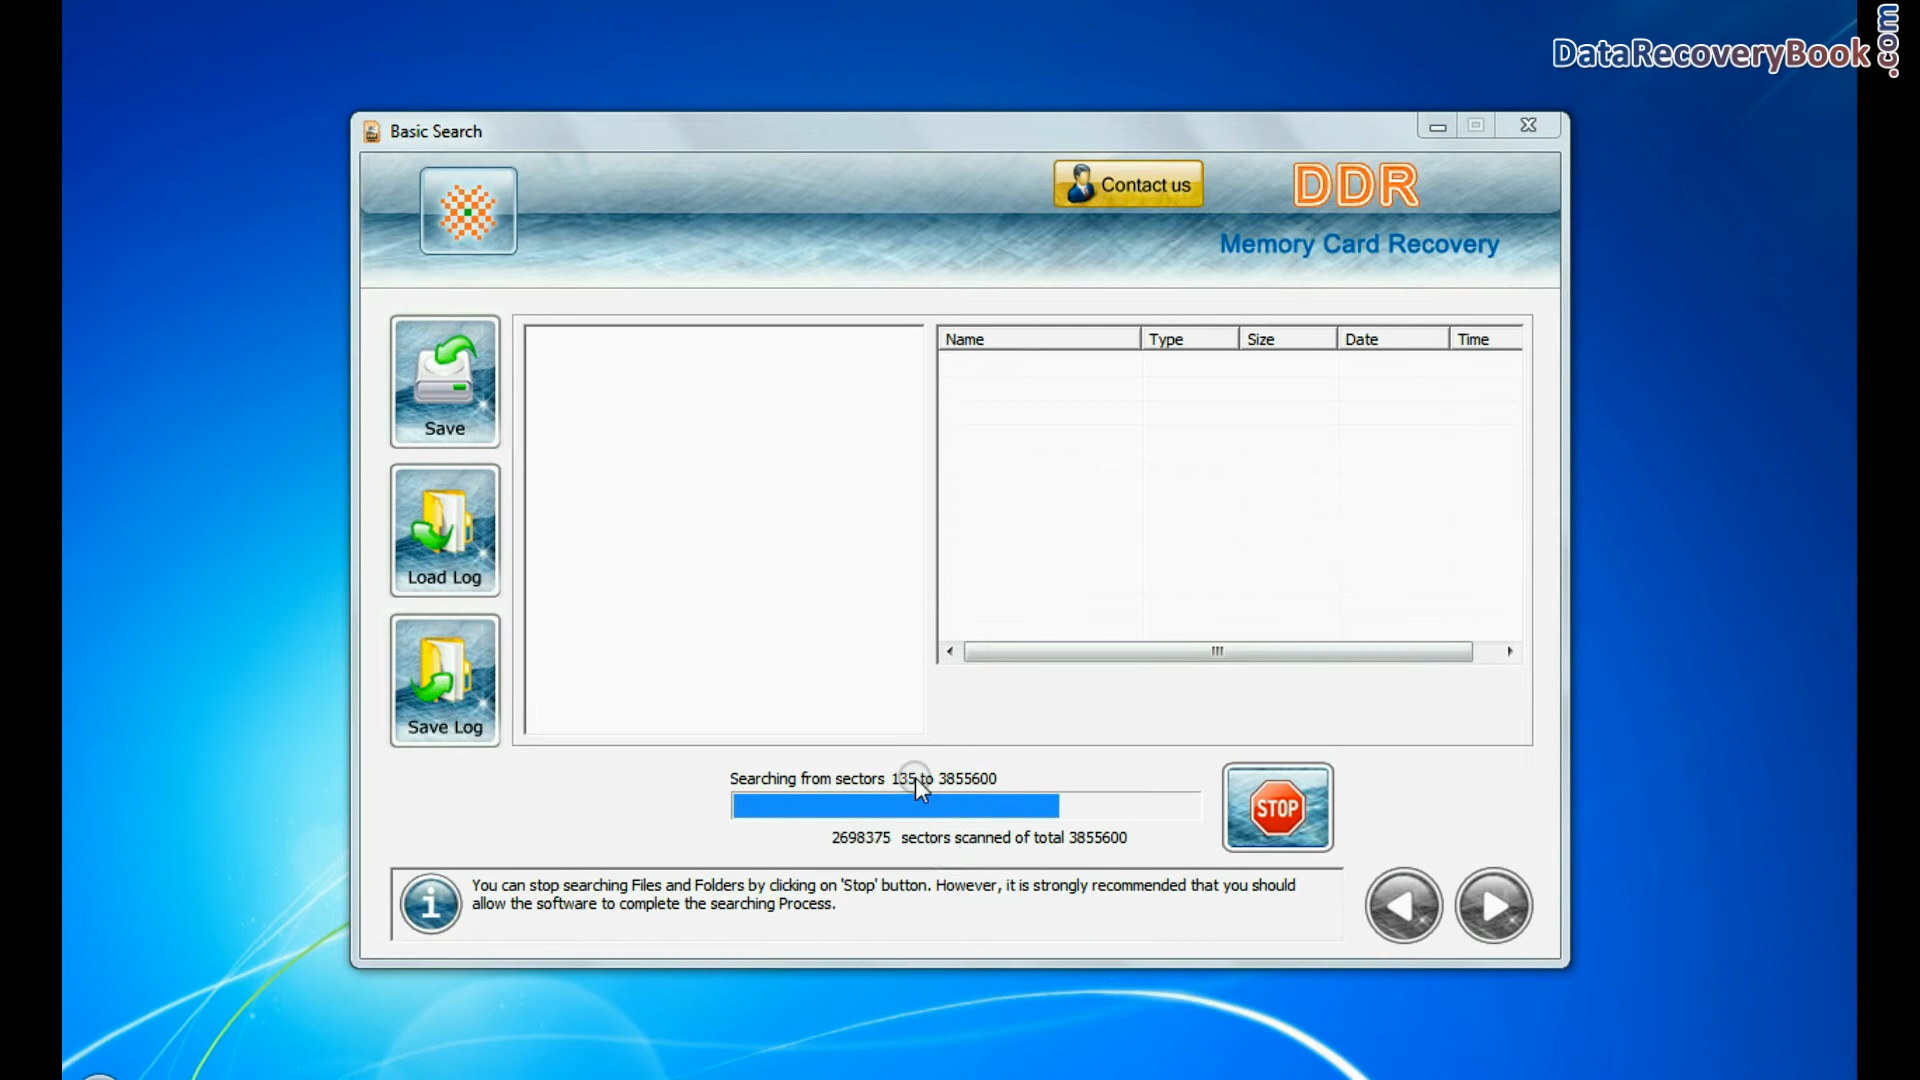 DataRecoveryBook.com
Basic Search
Contact us
DDR
Memory Card Recovery
Save
Load Log
Save Log
Name Type Size Date Time
Searching from sectors 135 to 3855600
2698375 sectors scanned of total 3855600
STOP
You can stop searching Files and Folders by clicking on 'Stop' button. However, it is strongly recommended that you should
allow the software to complete the searching Process.